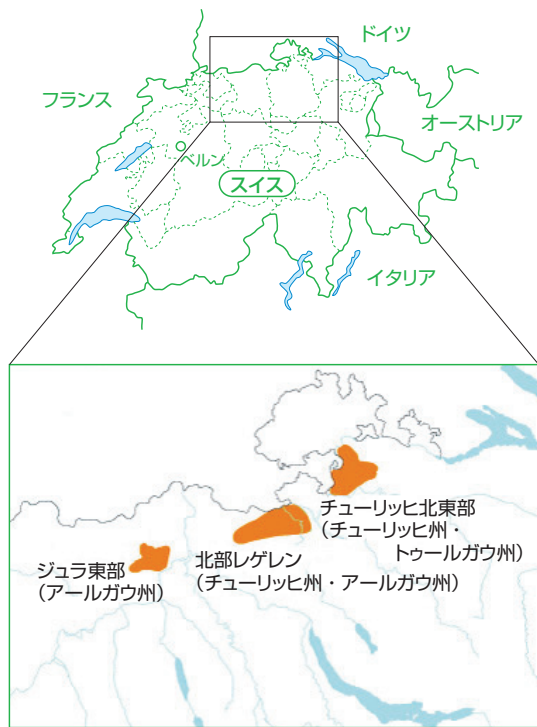 ドイツ
フランス
オーストリア
ベルン
スイス
イタリア
チューリッヒ北東部
(チューリッヒ州・
トゥールガウ州)
北部レゲレン
(チューリッヒ州・アールガウ州)
ジュラ東部
(アールガウ州)